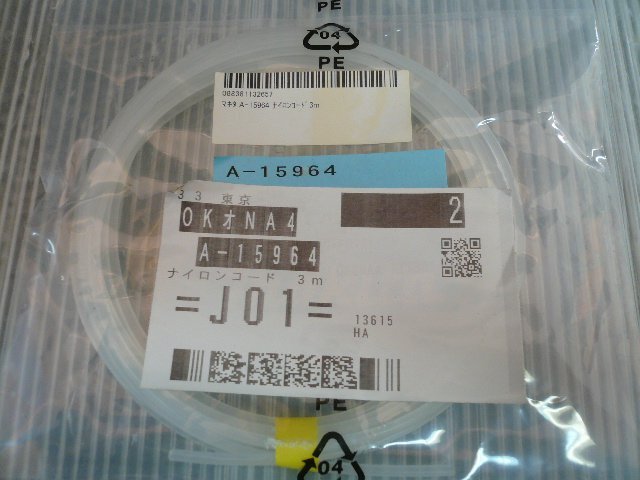 PE
04
PE
088381132657
マキタ A-15964 ナイロンコード 3m
A-15964
33 東京
OKオNA4
2
A-15964
ナイロンコード 3m
=J01=
13615
HA
PE
04